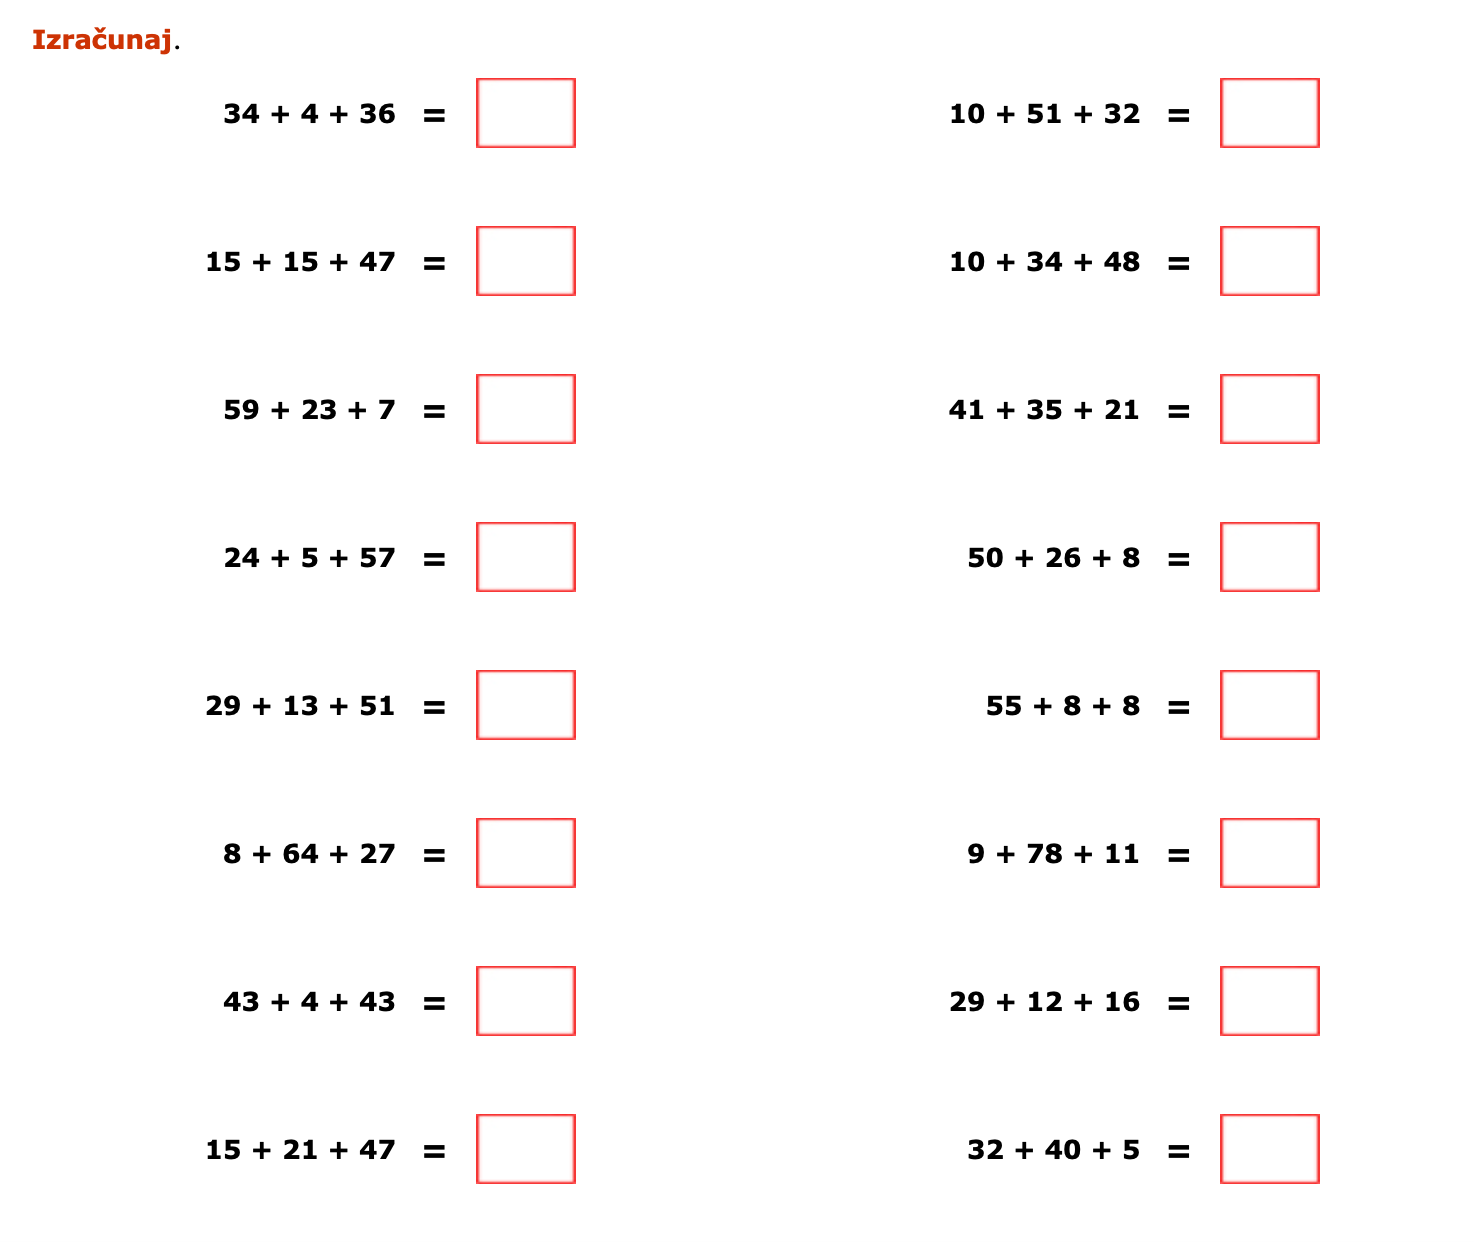 Izračunaj.
34 + 4 + 36 = 10 + 51 + 32 =
15 + 15 + 47 = 10 + 34 + 48 =
59 + 23 + 7 = 41 + 35 + 21 =
24 + 5 + 57 = 50 + 26 + 8 =
29 + 13 + 51 = 55 + 8 + 8 =
8 + 64 + 27 = 9 + 78 + 11 =
43 + 4 + 43 = 29 + 12 + 16 =
15 + 21 + 47 = 32 + 40 + 5 =